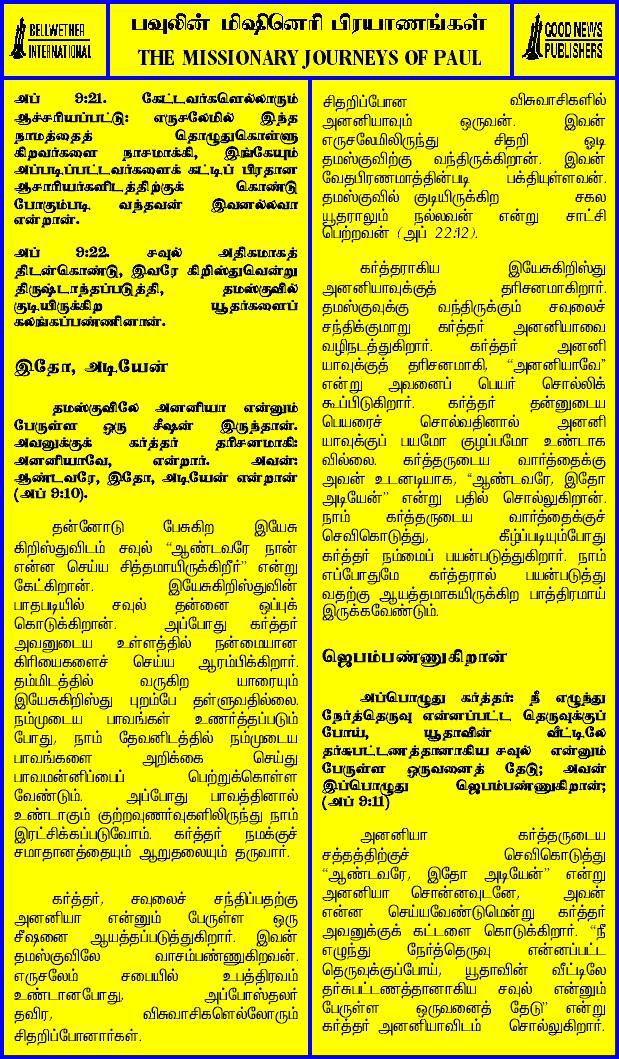 BELLWETHER
INTERNATIONAL
பவுலின் மிஷினெரி பிரயாணங்கள்
THE MISSIONARY JOURNEYS OF PAUL
GOOD NEWS
PUBLISHERS
அப் 9:21. கேட்டவர்களெல்லாரும்
ஆச்சரியப்பட்டு: எருசலேமில் இந்த
நாமத்தைத் தொழுதுகொள்ளு
கிறவர்களை நாசமாக்கி, இங்கேயும்
அப்படிப்பட்டவர்களைக் கட்டிப் பிரதான
ஆசாரியர்களிடத்திற்குக் கொண்டு
போகும்படி வந்தவன் இவனல்லவா
என்றான்.
அப் 9:22. சவுல் அதிகமாகத்
திடன்கொண்டு, இவரே கிறிஸ்துவென்று
திருஷ்டாந்தப்படுத்தி, தமஸ்குவில்
குடியிருக்கிற யூதர்களைப்
கலங்கப்பண்ணினான்.
இதோ, அடியேன்
தமஸ்குவிலே அனனியா என்னும்
பேருள்ள ஒரு சீஷன் இருந்தான்.
அவனுக்குக் கர்த்தர் தரிசனமாகி:
அனனியாவே, என்றார். அவன்:
ஆண்டவரே, இதோ, அடியேன் என்றான்
(அப் 9:10).
தன்னோடு பேசுகிற இயேசு
கிறிஸ்துவிடம் சவுல் “ஆண்டவரே நான்
என்ன செய்ய சித்தமாயிருக்கிறீர்” என்று
கேட்கிறான். இயேசுகிறிஸ்துவின்
பாதபடியில் சவுல் தன்னை ஒப்புக்
கொடுக்கிறான். அப்போது கர்த்தர்
அவனுடைய உள்ளத்தில் நன்மையான
கிரியைகளைச் செய்ய ஆரம்பிக்கிறார்.
தம்மிடத்தில் வருகிற யாரையும்
இயேசுகிறிஸ்து புறம்பே தள்ளுவதில்லை.
நம்முடைய பாவங்கள் உணர்த்தப்படும்
போது, நாம் தேவனிடத்தில் நம்முடைய
பாவங்களை அறிக்கை செய்து
பாவமன்னிப்பைப் பெற்றுக்கொள்ள
வேண்டும். அப்போது பாவத்தினால்
உண்டாகும் குற்றவுணர்வுகளிலிருந்து நாம்
இரட்சிக்கப்படுவோம். கர்த்தர் நமக்குச்
சமாதானத்தையும் ஆறுதலையும் தருவார்.
கர்த்தர், சவுலைச் சந்திப்பதற்கு
அனனியா என்னும் பேருள்ள ஒரு
சீஷனை ஆயத்தப்படுத்துகிறார். இவன்
தமஸ்குவிலே வாசம்பண்ணுகிறவன்.
எருசலேம் சபையில் உபத்திரவம்
உண்டானபோது, அப்போஸ்தலர்
தவிர, விசுவாசிகளெல்லோரும்
சிதறிப்போனார்கள்.
சிதறிப்போன விசுவாசிகளில்
அனனியாவும் ஒருவன். இவன்
எருசலேமிலிருந்து சிதறி ஓடி
தமஸ்குவிற்கு வந்திருக்கிறான். இவன்
வேதபிரணமாத்தின்படி பக்தியுள்ளவன்.
தமஸ்குவில் குடியிருக்கிற சகல
யூதராலும் நல்லவன் என்று சாட்சி
பெற்றவன் (அப் 22:12).
கர்த்தராகிய இயேசுகிறிஸ்து
அனனியாவுக்குத் தரிசனமாகிறார்.
தமஸ்குவுக்கு வந்திருக்கும் சவுலைச்
சந்திக்குமாறு கர்த்தர் அனனியாவை
வழிநடத்துகிறார். கர்த்தர் அனனி
யாவுக்குத் தரிசனமாகி, “அனனியாவே”
என்று அவனைப் பெயர் சொல்லிக்
கூப்பிடுகிறார். கர்த்தர் தன்னுடைய
பெயரைச் சொல்வதினால் அனனி
யாவுக்குப் பயமோ குழப்பமோ உண்டாக
வில்லை. கர்த்தருடைய வார்த்தைக்கு
அவன் உடனடியாக, “ஆண்டவரே, இதோ
அடியேன்” என்று பதில் சொல்லுகிறான்.
நாம் கர்த்தருடைய வார்த்தைக்குச்
செவிகொடுத்து, கீழ்ப்படியும்போது
கர்த்தர் நம்மைப் பயன்படுத்துகிறார். நாம்
எப்போதுமே கர்த்தரால் பயன்படுத்து
வதற்கு ஆயத்தமாகயிருக்கிற பாத்திரமாய்
இருக்கவேண்டும்.
ஜெபம்பண்ணுகிறான்
அப்பொழுது கர்த்தர்: நீ எழுந்து
நேர்த்தெருவு என்னப்பட்ட தெருவுக்குப்
போய், யூதாவின் வீட்டிலே
தர்சுபட்டணத்தானாகிய சவுல் என்னும்
பேருள்ள ஒருவனைத் தேடு; அவன்
இப்பொழுது ஜெபம்பண்ணுகிறான்;
(அப் 9:11)
அனனியா கர்த்தருடைய
சத்தத்திற்குச் செவிகொடுத்து
“ஆண்டவரே, இதோ அடியேன்” என்று
அனனியா சொன்னவுடனே, அவன்
என்ன செய்யவேண்டுமென்று கர்த்தர்
அவனுக்குக் கட்டளை கொடுக்கிறார். “நீ
எழுந்து நேர்த்தெருவு என்னப்பட்ட
தெருவுக்குப்போய், யூதாவின் வீட்டிலே
தர்சுபட்டணத்தானாகிய சவுல் என்னும்
பேருள்ள ஒருவனைத் தேடு” என்று
கர்த்தர் அனனியாவிடம் சொல்லுகிறார்.